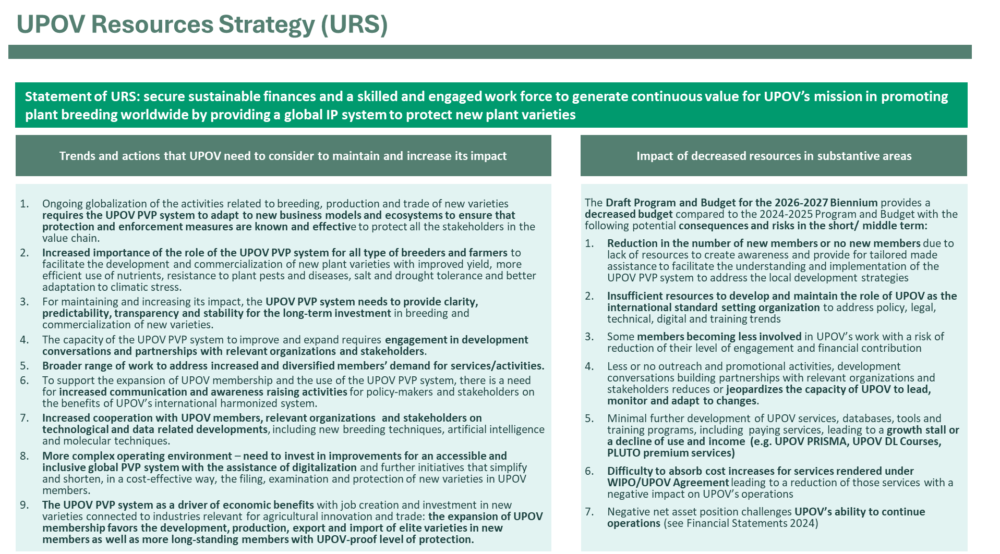 UPOV Resources Strategy (URS)
Statement of URS: secure sustainable finances and a skilled and engaged work force to generate continuous value for UPOV’s mission in promoting
plant breeding worldwide by providing a global IP system to protect new plant varieties
Trends and actions that UPOV need to consider to maintain and increase its impact
1. Ongoing globalization of the activities related to breeding, production and trade of new varieties
requires the UPOV PVP system to adapt to new business models and ecosystems to ensure that
protection and enforcement measures are known and effective to protect all the stakeholders in the
value chain.
2. Increased importance of the role of the UPOV PVP system for all type of breeders and farmers to
facilitate the development and commercialization of new plant varieties with improved yield, more
efficient use of nutrients, resistance to plant pests and diseases, salt and drought tolerance and better
adaptation to climatic stress.
3. For maintaining and increasing its impact, the UPOV PVP system needs to provide clarity,
predictability, transparency and stability for the long-term investment in breeding and
commercialization of new varieties.
4. The capacity of the UPOV PVP system to improve and expand requires engagement in development
conversations and partnerships with relevant organizations and stakeholders.
5. Broader range of work to address increased and diversified members’ demand for services/activities.
6. To support the expansion of UPOV membership and the use of the UPOV PVP system, there is a need
for increased communication and awareness raising activities for policy-makers and stakeholders on
the benefits of UPOV’s international harmonized system.
7. Increased cooperation with UPOV members, relevant organizations and stakeholders on
technological and data related developments, including new breeding techniques, artificial intelligence
and molecular techniques.
8. More complex operating environment – need to invest in improvements for an accessible and
inclusive global PVP system with the assistance of digitalization and further initiatives that simplify
and shorten, in a cost-effective way, the filing, examination and protection of new varieties in UPOV
members.
9. The UPOV PVP system as a driver of economic benefits with job creation and investment in new
varieties connected to industries relevant for agricultural innovation and trade: the expansion of UPOV
membership favors the development, production, export and import of elite varieties in new
members as well as more long-standing members with UPOV-proof level of protection.
Impact of decreased resources in substantive areas
The Draft Program and Budget for the 2026-2027 Biennium provides a
decreased budget compared to the 2024-2025 Program and Budget with the
following potential consequences and risks in the short/ middle term:
1. Reduction in the number of new members or no new members due to
lack of resources to create awareness and provide for tailored made
assistance to facilitate the understanding and implementation of the
UPOV PVP system to address the local development strategies
2. Insufficient resources to develop and maintain the role of UPOV as the
international standard setting organization to address policy, legal,
technical, digital and training trends
3. Some members becoming less involved in UPOV’s work with a risk of
reduction of their level of engagement and financial contribution
4. Less or no outreach and promotional activities, development
conversations building partnerships with relevant organizations and
stakeholders reduces or jeopardizes the capacity of UPOV to lead,
monitor and adapt to changes.
5. Minimal further development of UPOV services, databases, tools and
training programs, including paying services, leading to a growth stall or
a decline of use and income (e.g. UPOV PRISMA, UPOV DL Courses,
PLUTO premium services)
6. Difficulty to absorb cost increases for services rendered under
WIPO/UPOV Agreement leading to a reduction of those services with a
negative impact on UPOV’s operations
7. Negative net asset position challenges UPOV’s ability to continue
operations (see Financial Statements 2024)